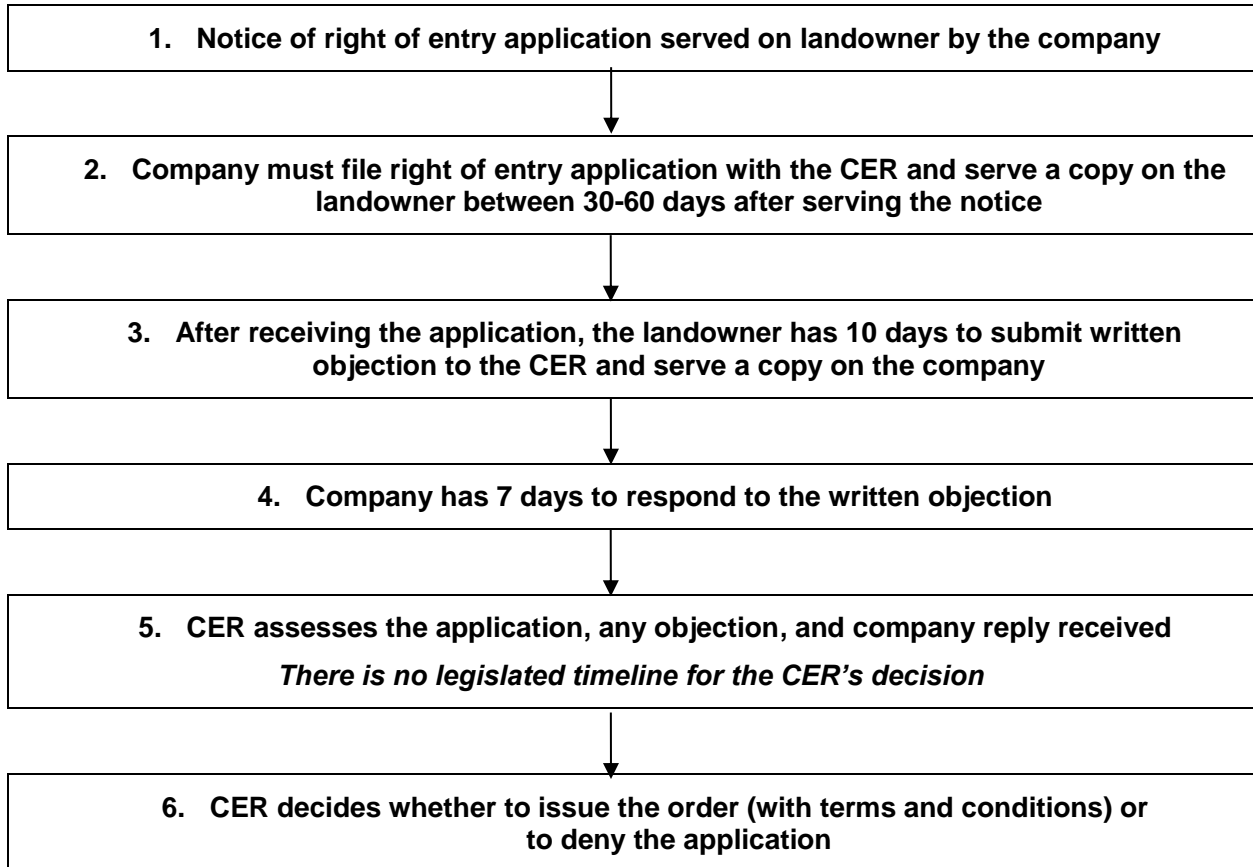 1. Notice of right of entry application served on landowner by the company
2. Company must file right of entry application with the CER and serve a copy on the
landowner between 30-60 days after serving the notice
3. After receiving the application, the landowner has 10 days to submit written
objection to the CER and serve a copy on the company
4. Company has 7 days to respond to the written objection
5. CER assesses the application, any objection, and company reply received
There is no legislated timeline for the CER’s decision
6. CER decides whether to issue the order (with terms and conditions) or
to deny the application